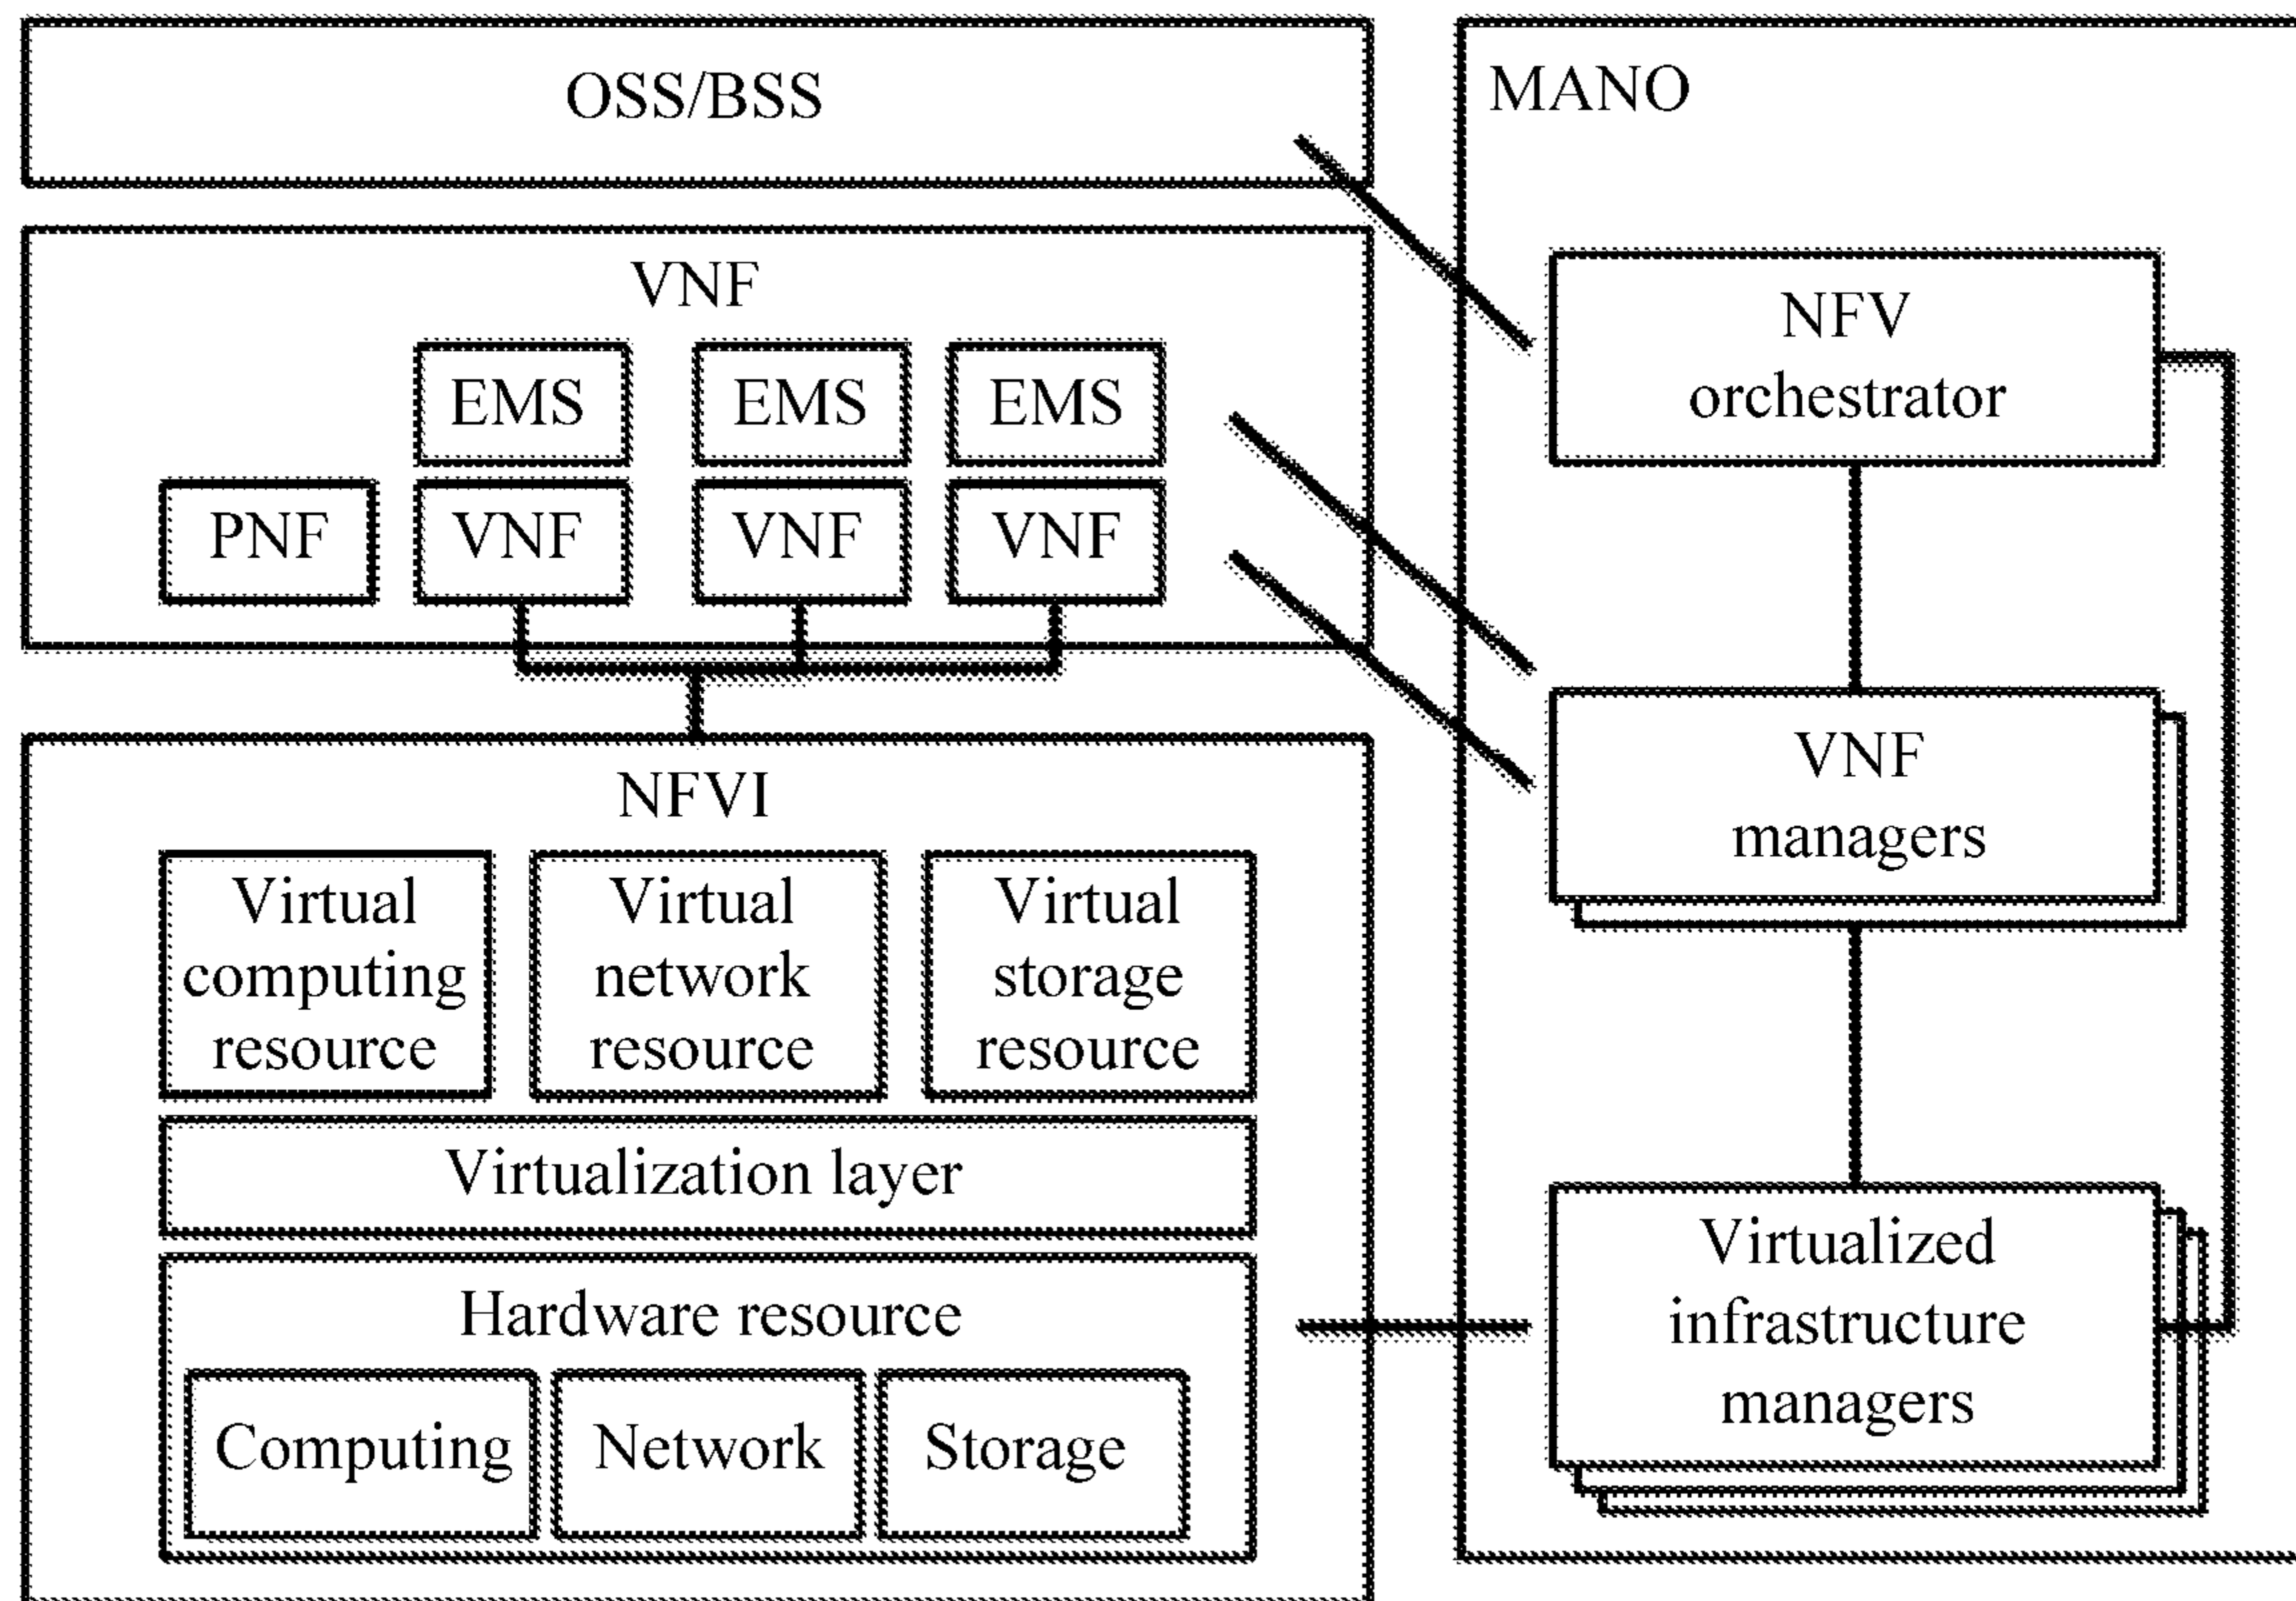 OSS/BSS
VNF
EMS EMS EMS
PNF VNF VNF VNF
NFVI
Virtual
computing
resource
Virtual
network
resource
Virtual
storage
resource
Virtualization layer
Hardware resource
Computing Network Storage
MANO
NFV
orchestrator
VNF
managers
Virtualized
infrastructure
managers